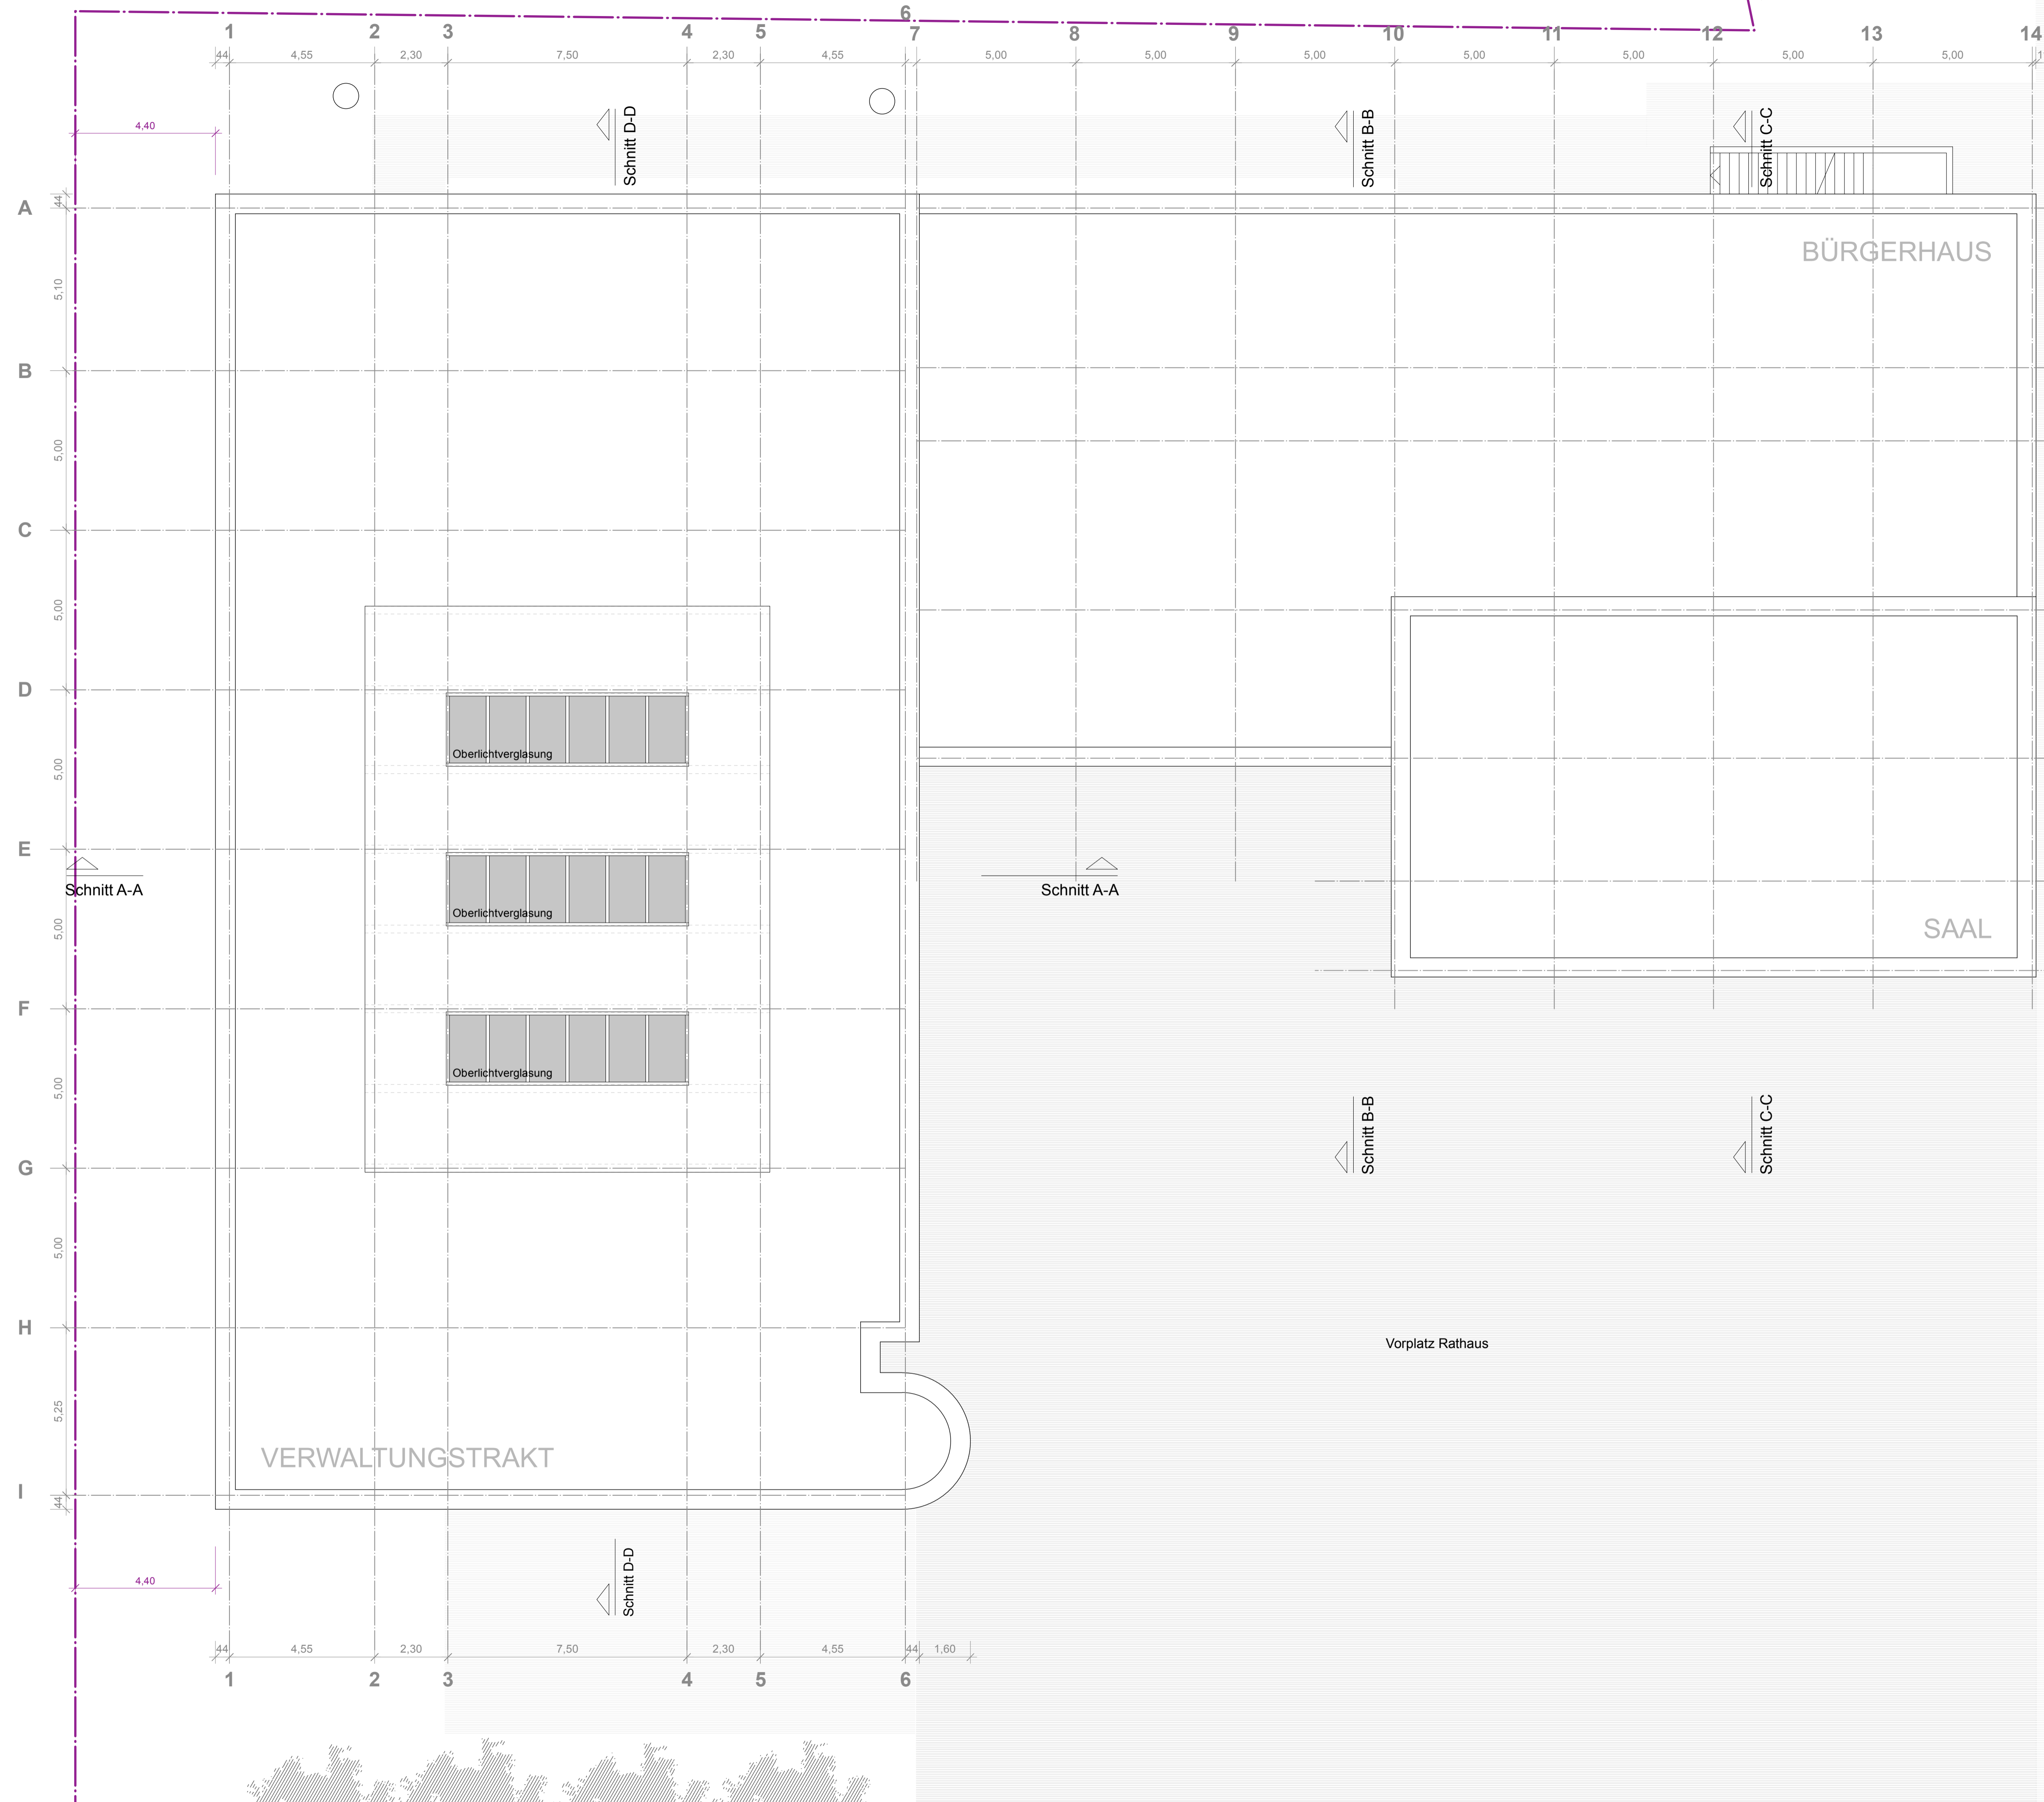 6
1 2 3 4 5 7 8 9 10 11 12 13 14
44 4,55 2,30 7,50 2,30 4,55 5,00 5,00 5,00 5,00 5,00 5,00 5,00
4,40
Schnitt D-D
Schnitt B-B
Schnitt C-C
44
A
BÜRGERHAUS
5,10
B
5,00
C
5,00
D
Oberlichtverglasung
5,00
E
Schnitt A-A
Schnitt A-A
Oberlichtverglasung
5,00
SAAL
F
Oberlichtverglasung
5,00
Schnitt B-B
Schnitt C-C
G
5,00
H
Vorplatz Rathaus
5,25
VERWALTUNGSTRAKT
I
44
Schnitt D-D
4,40
44 4,55 2,30 7,50 2,30 4,55 44 1,60
1 2 3 4 5 6